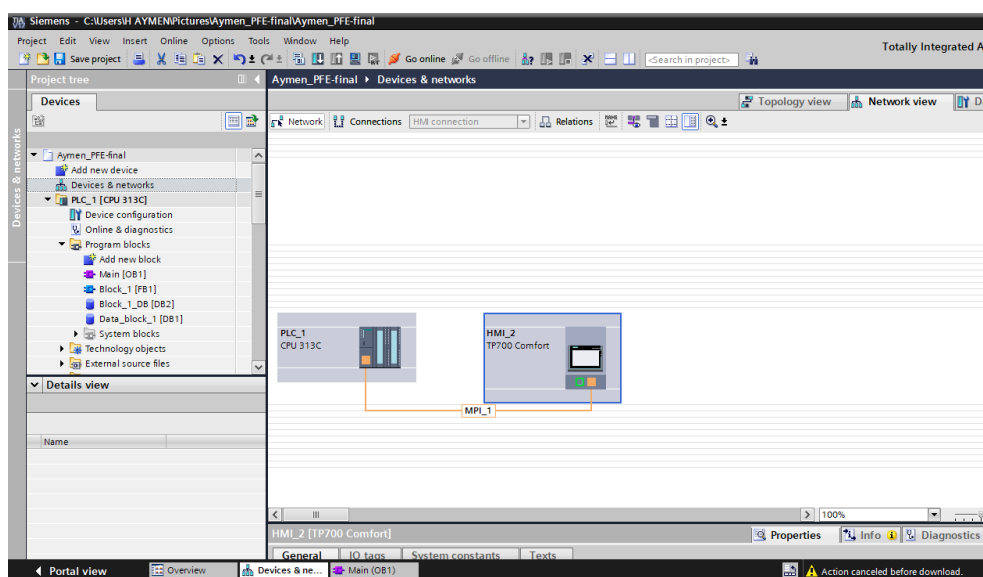 Siemens - C:\Users\H AYMEN\Pictures\Aymen_PFE-final\Aymen_PFE-final
Project Edit View Insert Online Options Tools Window Help
Totally Integrated A
Save project Go online Go offline <Search in project>
Project tree
Aymen_PFE-final Devices & networks
Devices
Topology view Network view D
Network Connections HMI connection Relations
Devices & networks
Aymen_PFE-final
Add new device
Devices & networks
PLC_1 [CPU 313C]
Device configuration
Online & diagnostics
Program blocks
Add new block
Main [OB1]
Block_1 [FB1]
Block_1_DB [DB2]
Data_block_1 [DB1]
System blocks
Technology objects
External source files
PLC_1
CPU 313C
HMI_2
TP700 Comfort
MPI_1
Details view
Name
100%
HMI_2 [TP700 Comfort]
Properties Info Diagnostics
General IO tags System constants Texts
Portal view Overview Devices & ne... Main (OB1) Action canceled before download.